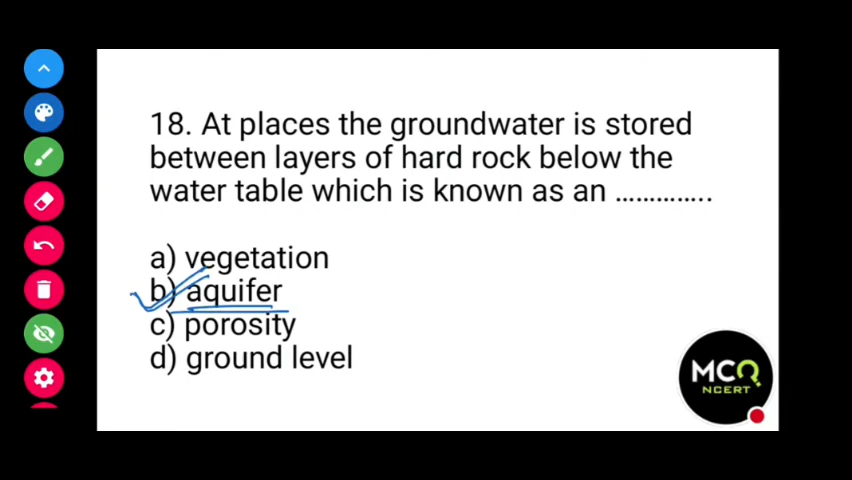 18. At places the groundwater is stored
between layers of hard rock below the
water table which is known as an …………..
a) vegetation
b) aquifer
c) porosity
d) ground level
MCQ
NCERT